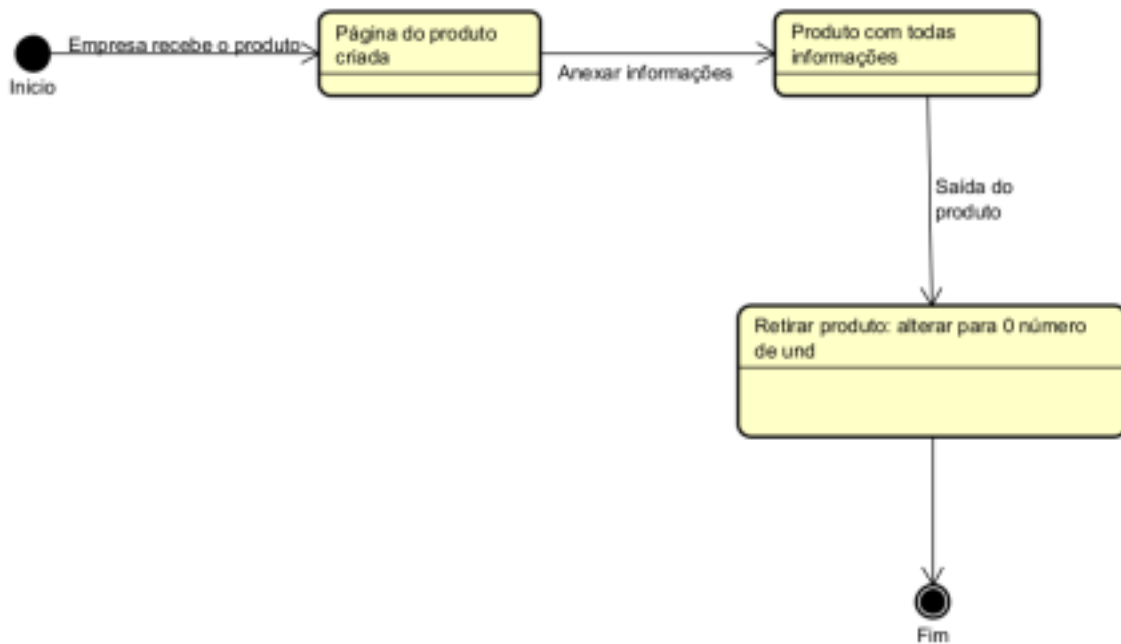 Início
Empresa recebe o produto
Página do produto
criada
Anexar informações
Produto com todas
informações
Saída do
produto
Retirar produto: alterar para 0 número
de und
Fim